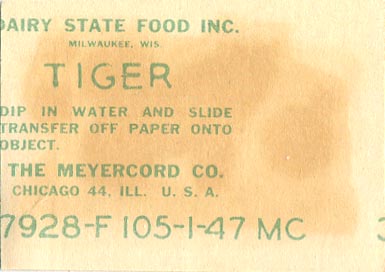 DAIRY STATE FOOD INC.
MILWAUKEE, WIS.
TIGER
DIP IN WATER AND SLIDE
TRANSFER OFF PAPER ONTO
OBJECT.
THE MEYERCORD CO.
CHICAGO 44, ILL. U. S. A.
7928-F 105-1-47 MC